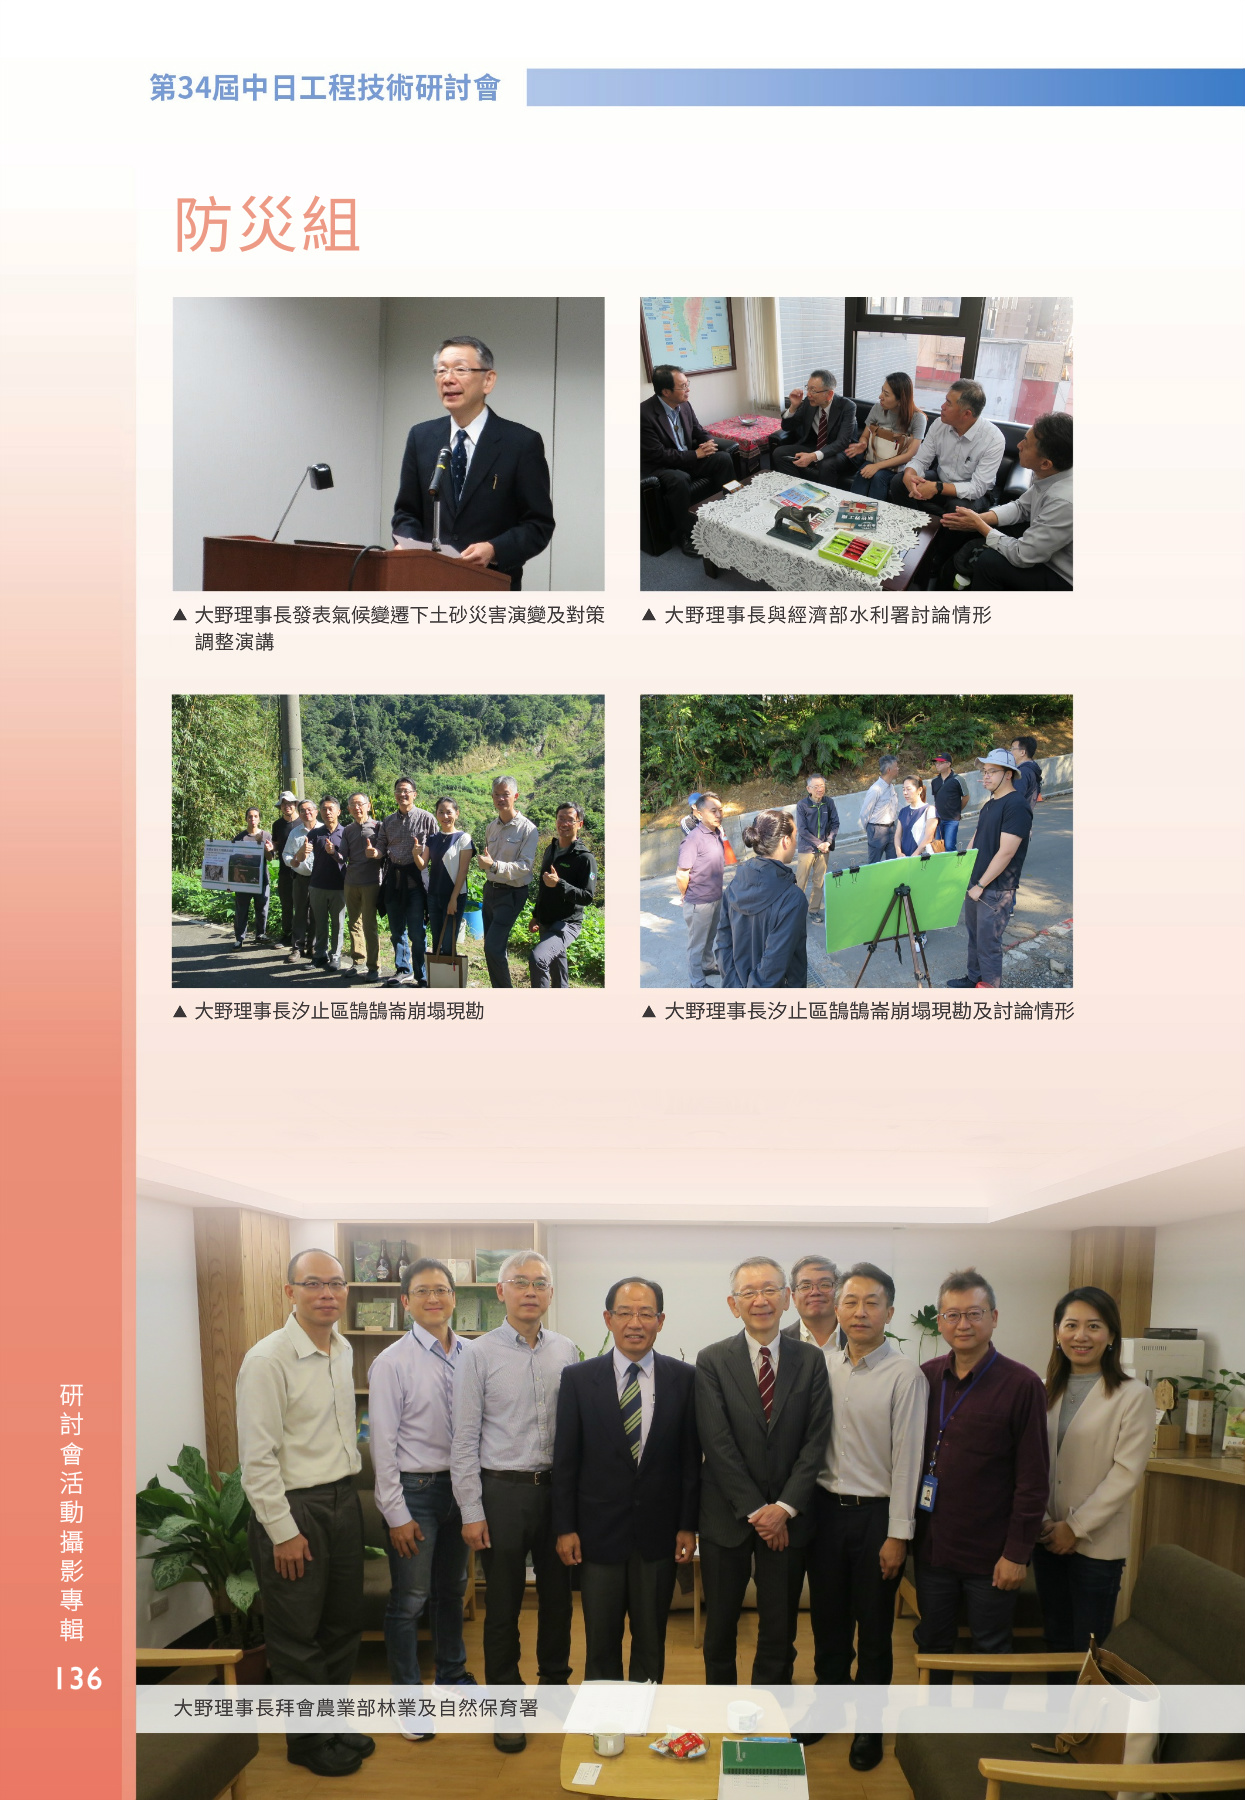 第34屆中日工程技術研討會
防災組
▲ 大野理事長發表氣候變遷下土砂災害演變及對策
調整演講
▲ 大野理事長與經濟部水利署討論情形
▲ 大野理事長汐止區鵠鵠崙崩塌現勘
▲ 大野理事長汐止區鵠鵠崙崩塌現勘及討論情形
大野理事長拜會農業部林業及自然保育署
研討會活動攝影專輯
136